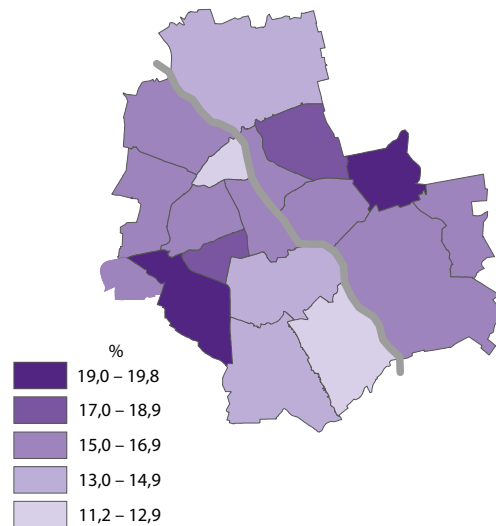 %
19,0 – 19,8
17,0 – 18,9
15,0 – 16,9
13,0 – 14,9
11,2 – 12,9